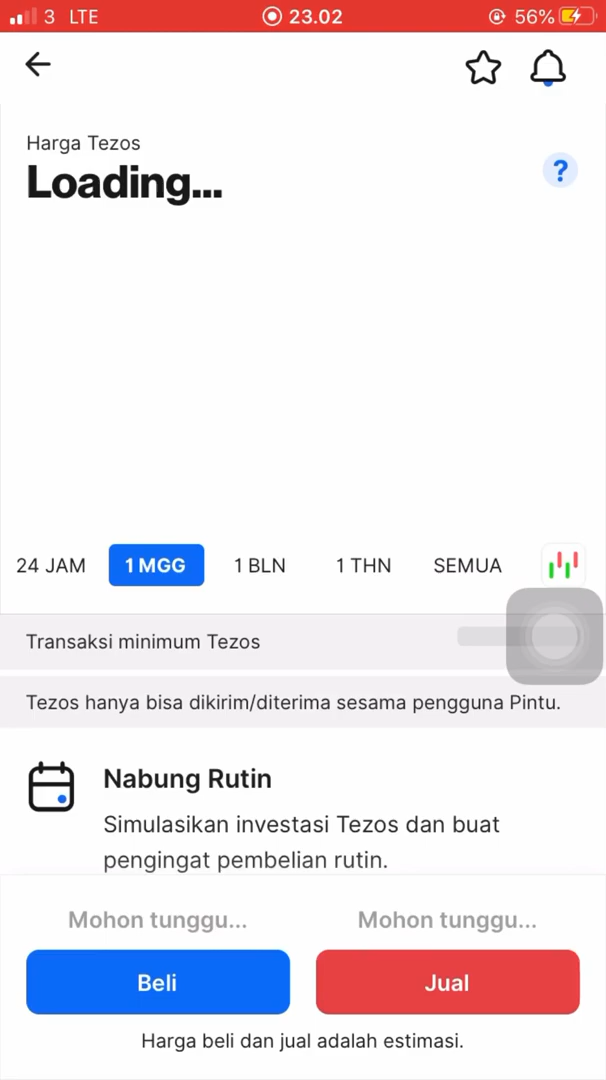 3 LTE 23.02 56%
Harga Tezos
Loading...
?
24 JAM 1 MGG 1 BLN 1 THN SEMUA
Transaksi minimum Tezos
Tezos hanya bisa dikirim/diterima sesama pengguna Pintu.
Nabung Rutin
Simulasikan investasi Tezos dan buat
pengingat pembelian rutin.
Mohon tunggu... Mohon tunggu...
Beli Jual
Harga beli dan jual adalah estimasi.